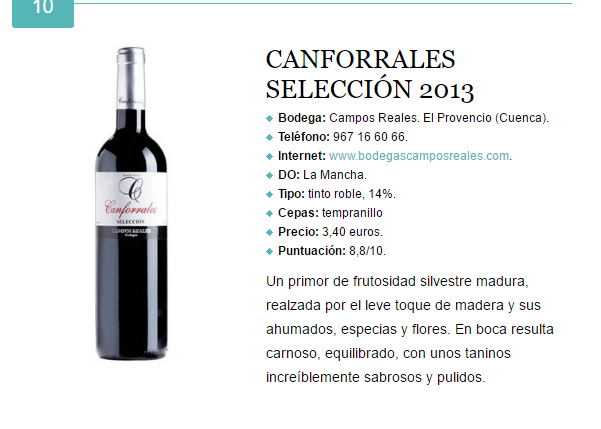 10
CANFORRALES
SELECCIÓN 2013
Bodega: Campos Reales. El Provencio (Cuenca).
Teléfono: 967 16 60 66.
Internet: www.bodegascamposreales.com.
DO: La Mancha.
Tipo: tinto roble, 14%.
Cepas: tempranillo
Precio: 3,40 euros.
Puntuación: 8,8/10.
Un primor de frutosidad silvestre madura,
realzada por el leve toque de madera y sus
ahumados, especias y flores. En boca resulta
carnoso, equilibrado, con unos taninos
increíblemente sabrosos y pulidos.
Canforrales
C
Canforrales
SELECCIÓN
CAMPOS REALES
bodegas